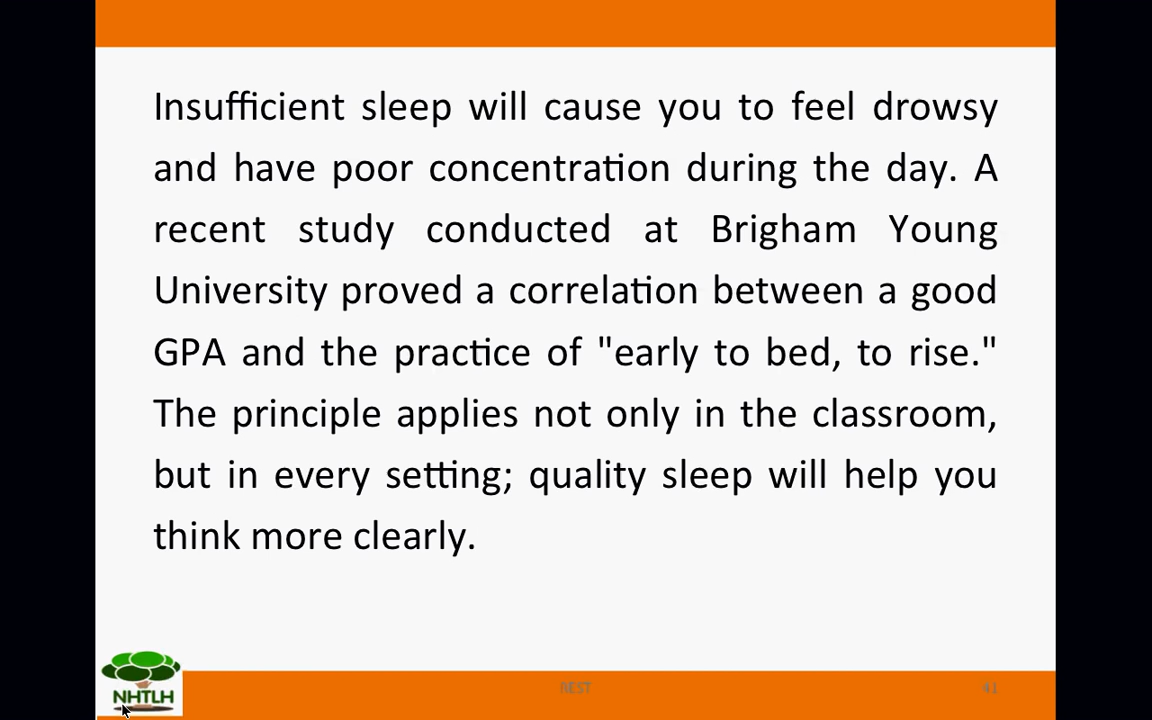 Insufficient sleep will cause you to feel drowsy
and have poor concentration during the day. A
recent study conducted at Brigham Young
University proved a correlation between a good
GPA and the practice of "early to bed, to rise."
The principle applies not only in the classroom,
but in every setting; quality sleep will help you
think more clearly.
NHTLH
REST
41